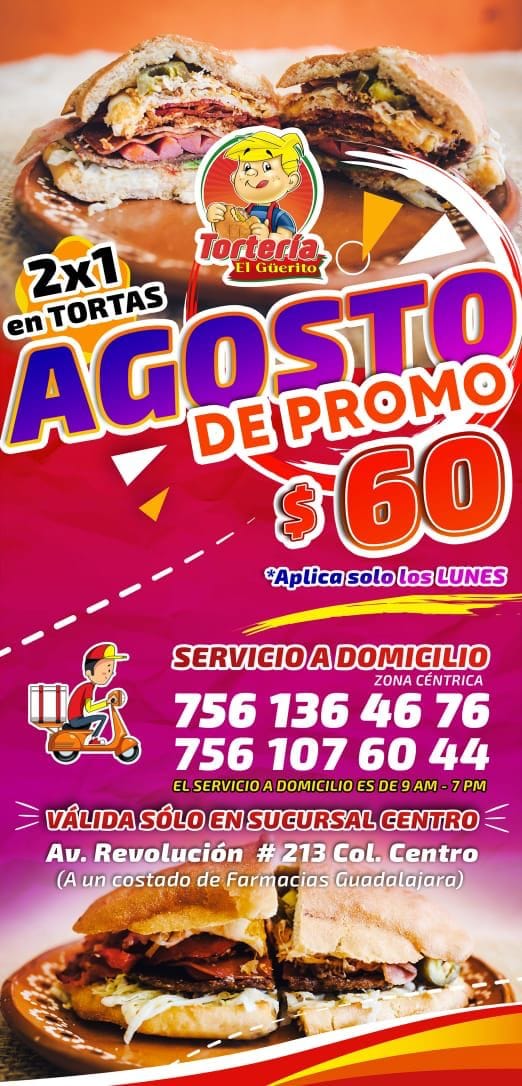 Tortería
El Güerito
2x1
en TORTAS
AGOSTO
DE PROMO
$ 60
*Aplica solo los LUNES
SERVICIO A DOMICILIO
ZONA CÉNTRICA
756 136 46 76
756 107 60 44
EL SERVICIO A DOMICILIO ES DE 9 AM - 7 PM
VÁLIDA SÓLO EN SUCURSAL CENTRO
Av. Revolución # 213 Col. Centro
(A un costado de Farmacias Guadalajara)